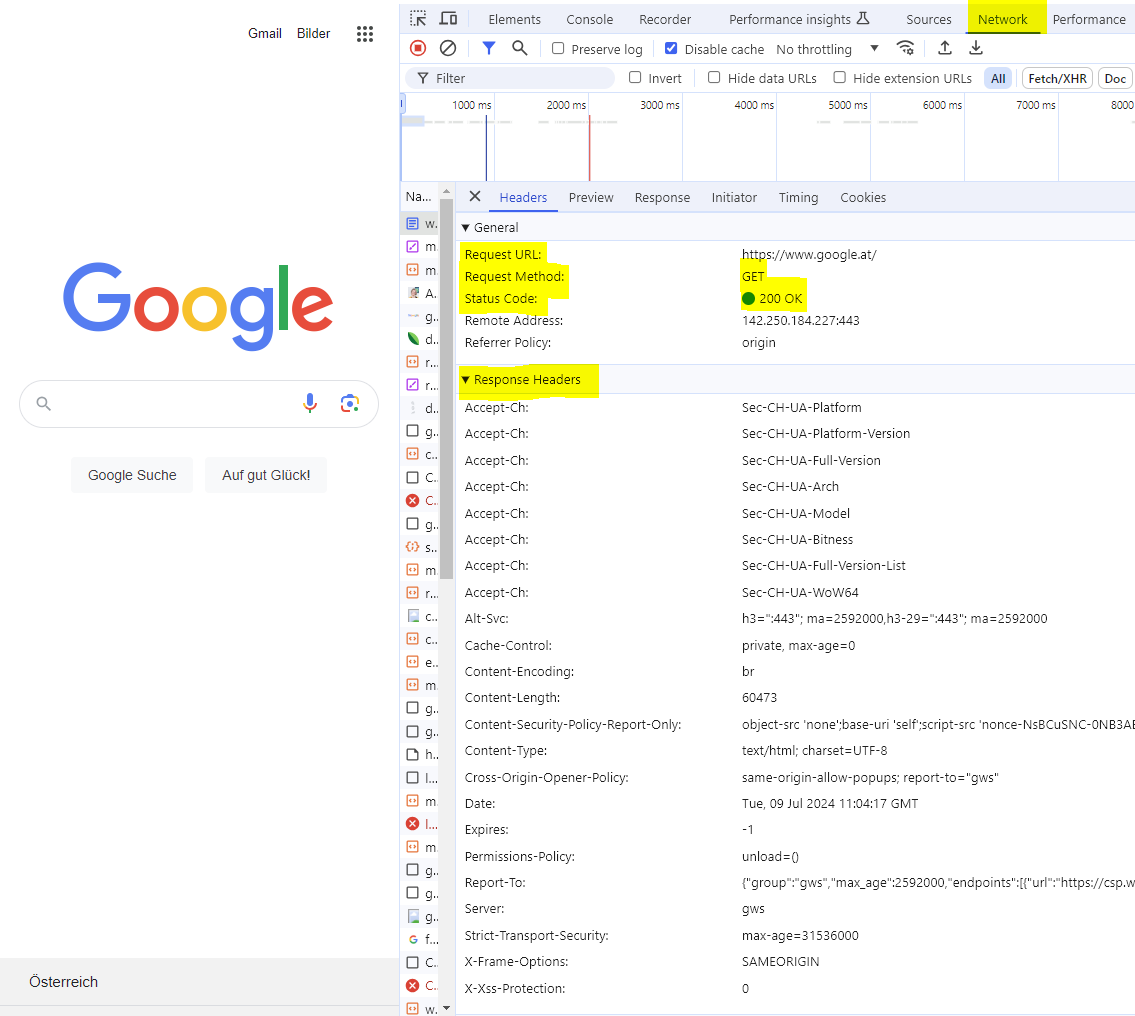 Gmail Bilder
Google
Google Suche Auf gut Glück!
Österreich
Elements Console Recorder Performance insights Sources Network Performance
Preserve log Disable cache No throttling
Filter Invert Hide data URLs Hide extension URLs All Fetch/XHR Doc
1000 ms 2000 ms 3000 ms 4000 ms 5000 ms 6000 ms 7000 ms 8000
Na... Headers Preview Response Initiator Timing Cookies
w.
m.
m.
A.
g..
d..
r...
r...
d..
g..
c...
C..
C..
g..
s...
m.
r...
c...
c...
e..
m.
g..
g..
h..
l...
m.
l...
m.
g..
g..
g..
f...
C..
C..
w.
General
Request URL: https://www.google.at/
Request Method: GET
Status Code: 200 OK
Remote Address: 142.250.184.227:443
Referrer Policy: origin
Response Headers
Accept-Ch: Sec-CH-UA-Platform
Accept-Ch: Sec-CH-UA-Platform-Version
Accept-Ch: Sec-CH-UA-Full-Version
Accept-Ch: Sec-CH-UA-Arch
Accept-Ch: Sec-CH-UA-Model
Accept-Ch: Sec-CH-UA-Bitness
Accept-Ch: Sec-CH-UA-Full-Version-List
Accept-Ch: Sec-CH-UA-WoW64
Alt-Svc: h3=":443"; ma=2592000,h3-29=":443"; ma=2592000
Cache-Control: private, max-age=0
Content-Encoding: br
Content-Length: 60473
Content-Security-Policy-Report-Only: object-src 'none';base-uri 'self';script-src 'nonce-NsBCuSNC-0NB3AE
Content-Type: text/html; charset=UTF-8
Cross-Origin-Opener-Policy: same-origin-allow-popups; report-to="gws"
Date: Tue, 09 Jul 2024 11:04:17 GMT
Expires: -1
Permissions-Policy: unload=()
Report-To: {"group":"gws","max_age":2592000,"endpoints":[{"url":"https://csp.w
Server: gws
Strict-Transport-Security: max-age=31536000
X-Frame-Options: SAMEORIGIN
X-Xss-Protection: 0